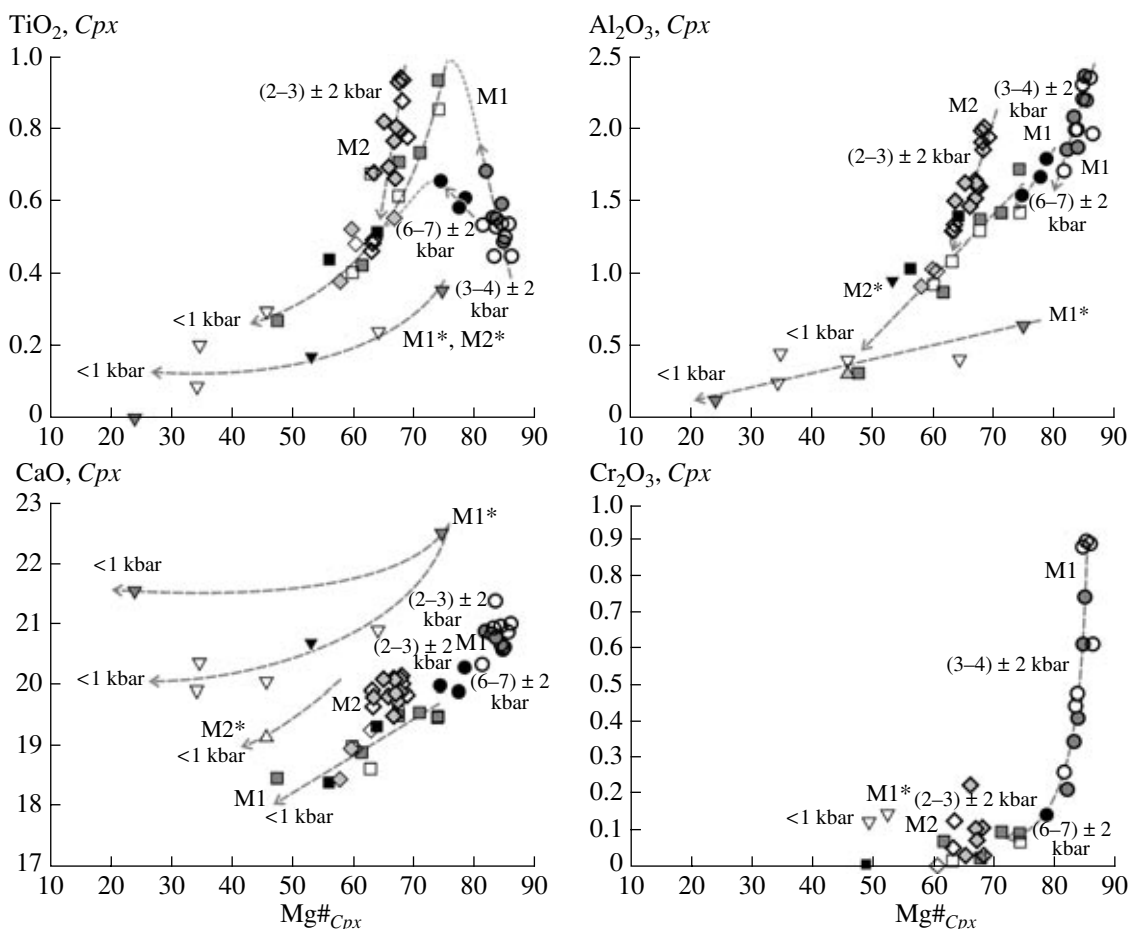 TiO2, Cpx
1.0
0.8
0.6
0.4
0.2
0
(2–3) ± 2 kbar
M1
M2
(6–7) ± 2
kbar
(3–4) ± 2
kbar
<1 kbar
M1*, M2*
<1 kbar
10 20 30 40 50 60 70 80 90
Al2O3, Cpx
2.5
2.0
1.5
1.0
0.5
0
(3–4) ± 2
kbar
M2
M1
(2–3) ± 2 kbar
M1
(6–7) ± 2
kbar
M2*
<1 kbar
M1*
<1 kbar
10 20 30 40 50 60 70 80 90
CaO, Cpx
23
22
21
20
19
18
17
M1*
<1 kbar
(2–3) ± 2
kbar
(2–3) ± 2
kbar
M1
(6–7) ± 2
kbar
<1 kbar
M2
M2*
<1 kbar
M1
<1 kbar
10 20 30 40 50 60 70 80 90
Mg#Cpx
Cr2O3, Cpx
1.0
0.9
0.8
0.7
0.6
0.5
0.4
0.3
0.2
0.1
0
M1
(3–4) ± 2 kbar
M1*
(2–3) ± 2 kbar
<1 kbar
M2
(6–7) ± 2
kbar
10 20 30 40 50 60 70 80 90
Mg#Cpx